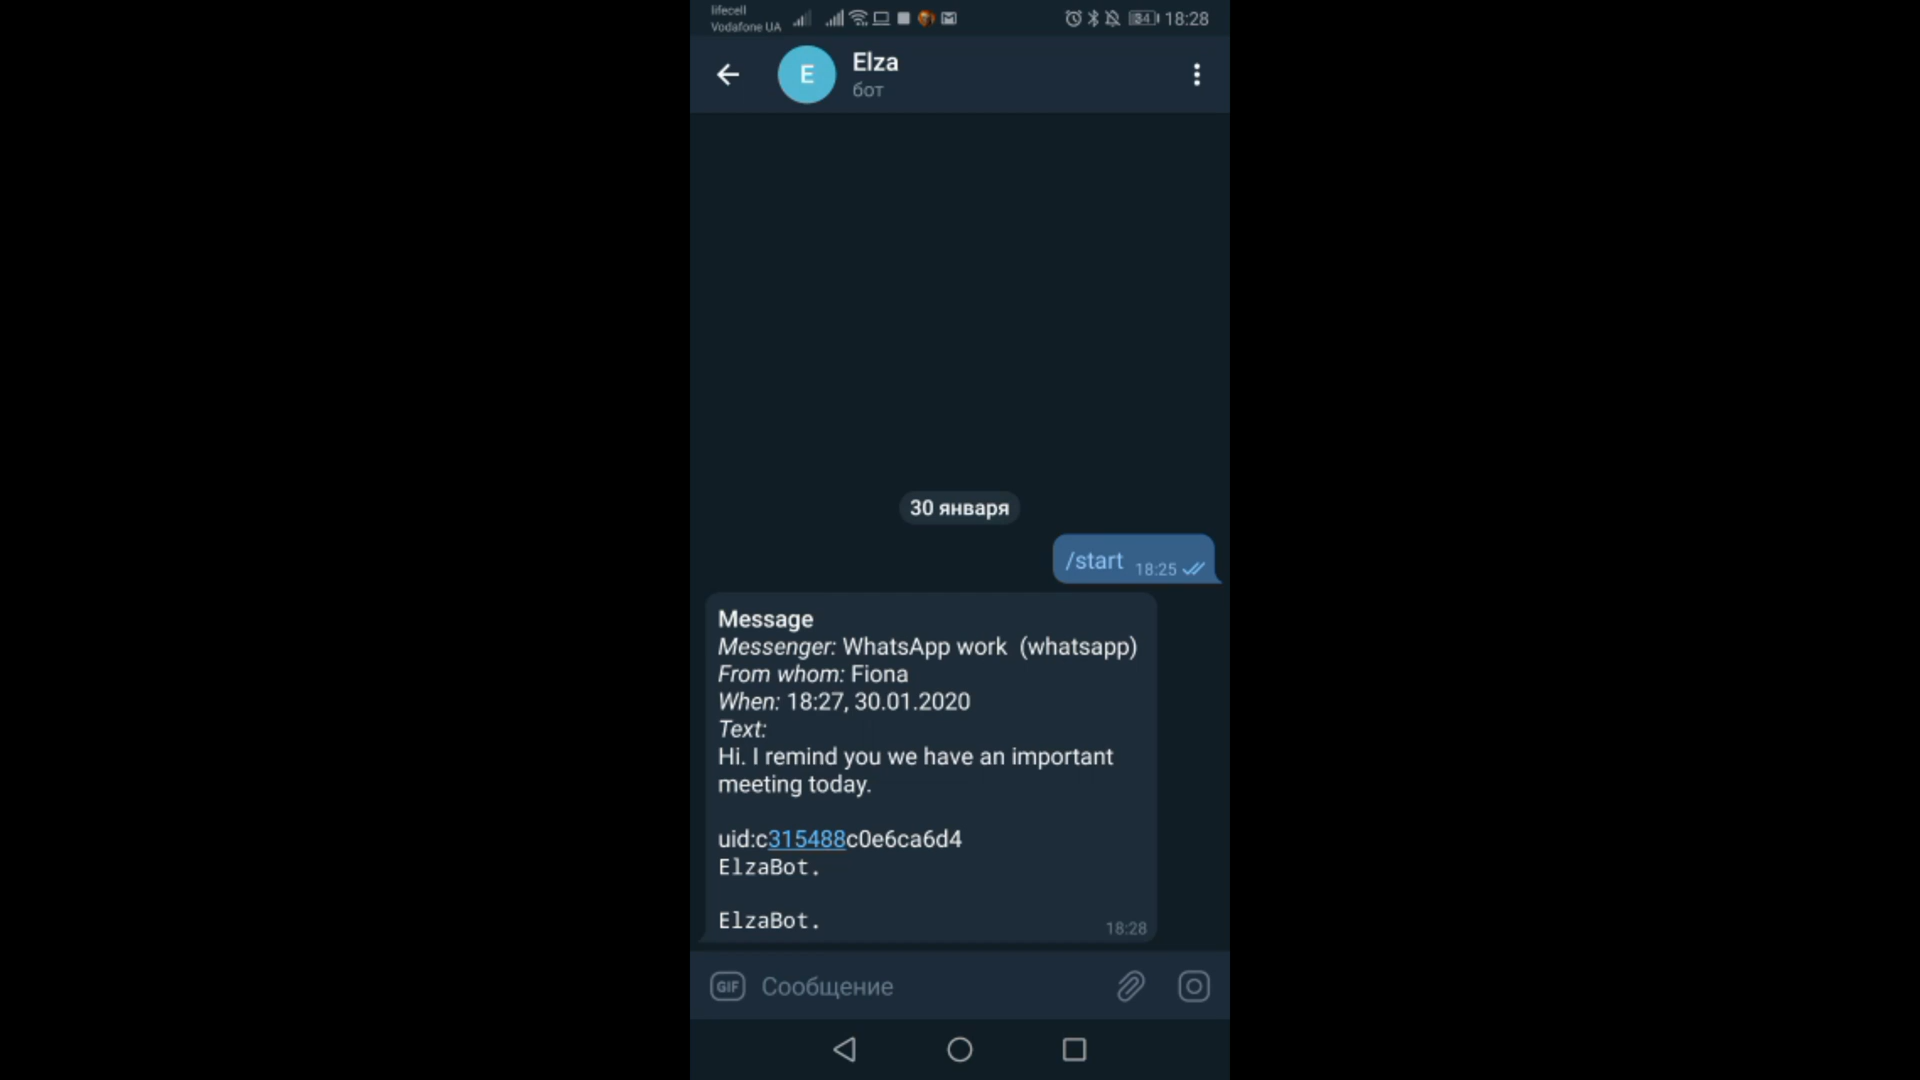 lifecell
Vodafone UA
84
18:28
E
Elza
бот
30 января
/start 18:25
Message
Messenger: WhatsApp work (whatsapp)
From whom: Fiona
When: 18:27, 30.01.2020
Text:
Hi. I remind you we have an important
meeting today.
uid:c315488c0e6ca6d4
ElzaBot.
ElzaBot.
18:28
GIF Сообщение